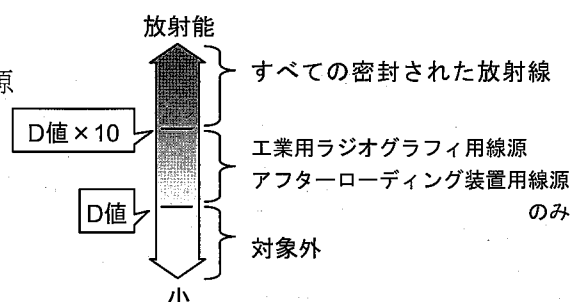 放射能
源
すべての密封された放射線
D値×10
工業用ラジオグラフィ用線源
アフターローディング装置用線源
のみ
D値
対象外
小